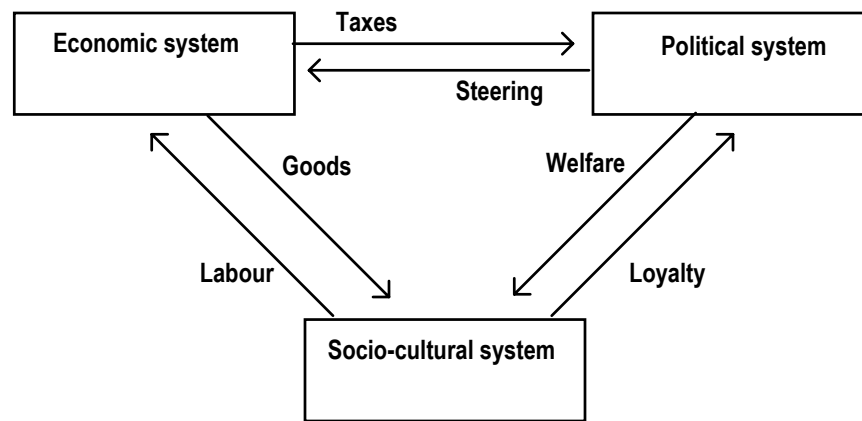 Taxes
Economic system
Political system
Steering
Goods
Welfare
Labour
Loyalty
Socio-cultural system